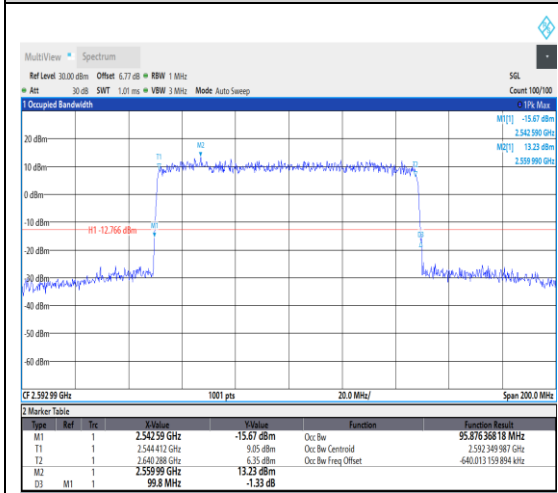 MultiView Spectrum
Ref Level 30.00 dBm Offset 6.77 dB RBW 1 MHz SGL
Att 30 dB SWT 1.01 ms VBW 3 MHz Mode Auto Sweep Count 100/100
1 Occupied Bandwidth 1Pk Max
M1[1] -15.67 dBm
2.542 590 GHz
M2[1] 13.23 dBm
2.559 990 GHz
20 dBm
M2
T1
10 dBm
0 dBm
-10 dBm
M1
H1 -12.766 dBm
D3
-20 dBm
-30 dBm
-40 dBm
-50 dBm
-60 dBm
CF 2.592 99 GHz 1001 pts 20.0 MHz/ Span 200.0 MHz
2 Marker Table
Type Ref Trc X-Value Y-Value Function Function Result
M1 1 2.542 59 GHz -15.67 dBm Occ Bw 95.876 368 18 MHz
T1 1 2.544 412 GHz 9.05 dBm Occ Bw Centroid 2.592 349 987 GHz
T2 1 2.640 288 GHz 6.35 dBm Occ Bw Freq Offset -640.013 159 894 kHz
M2 1 2.559 99 GHz 13.23 dBm
D3 M1 1 99.8 MHz -1.33 dB